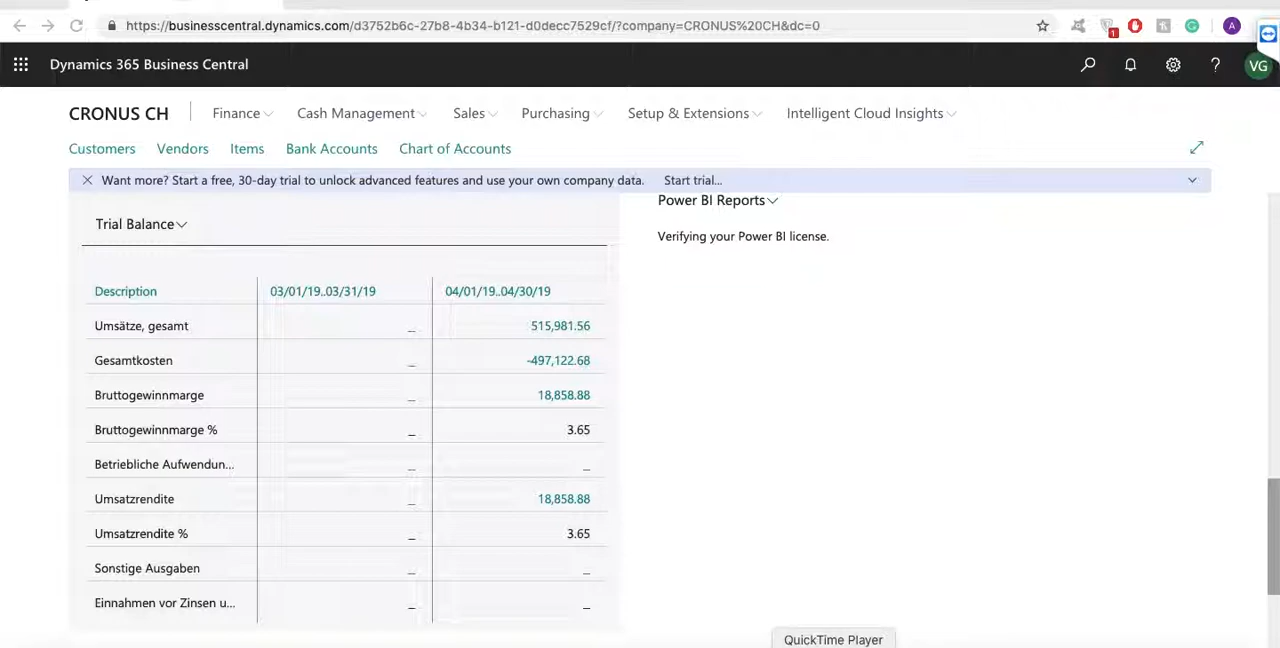 https://businesscentral.dynamics.com/d3752b6c-27b8-4b34-b121-d0decc7529cf/?company=CRONUS%20CH&dc=0
1
A
Dynamics 365 Business Central
?
VG
CRONUS CH
Finance
Cash Management
Sales
Purchasing
Setup & Extensions
Intelligent Cloud Insights
Customers
Vendors
Items
Bank Accounts
Chart of Accounts
Want more? Start a free, 30-day trial to unlock advanced features and use your own company data. Start trial...
Trial Balance
Description 03/01/19..03/31/19 04/01/19..04/30/19
Umsätze, gesamt _ 515,981.56
Gesamtkosten _ -497,122.68
Bruttogewinnmarge _ 18,858.88
Bruttogewinnmarge % _ 3.65
Betriebliche Aufwendun... _ _
Umsatzrendite _ 18,858.88
Umsatzrendite % _ 3.65
Sonstige Ausgaben _ _
Einnahmen vor Zinsen u... _ _
Power BI Reports
Verifying your Power BI license.
QuickTime Player